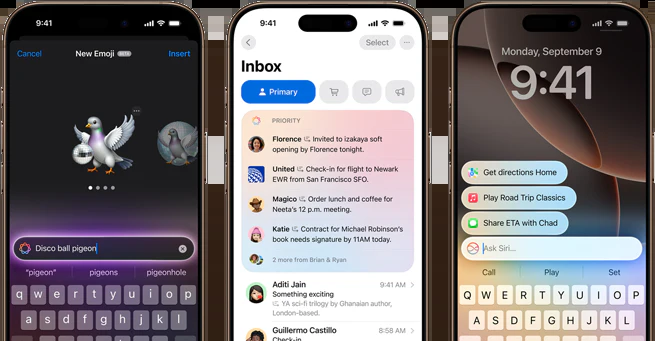 9:41
Cancel
New Emoji BETA
Insert
Disco ball pigeon
"pigeon"
pigeons
pigeonhole
q w e r t y u i o p
a s d f g h j k l
9:41
Select
Inbox
Primary
PRIORITY
Florence Invited to izakaya soft
opening by Florence tonight.
United Check-in for flight to Newark
EWR from San Francisco SFO.
Magico Order lunch and coffee for
Neeta's 12 p.m. meeting.
Katie Contract for Michael Robinson's
book needs signature by 11AM today.
2 more from Brian & Ryan
Aditi Jain
9:41 AM
Something exciting
YA sci-fi trilogy by Ghanaian author,
London-based.
Guillermo Castillo
8:58 AM
Check-in
Monday, September 9
9:41
Get directions Home
Play Road Trip Classics
Share ETA with Chad
Ask Siri...
Call
Play
Set
Q W E R T Y U I O P
A S D F G H J K L